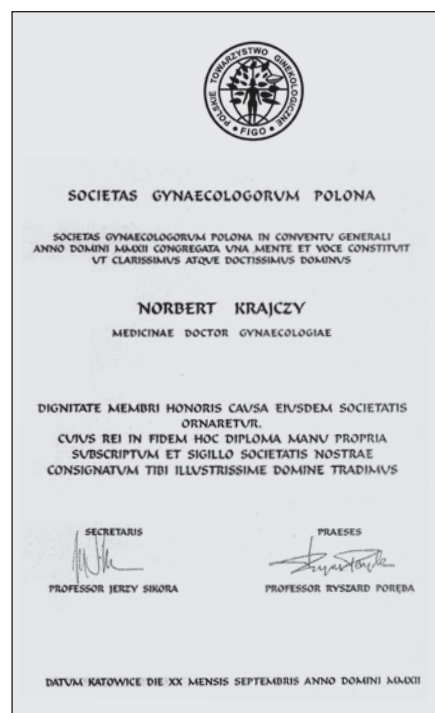 POLSKIE TOWARZYSTWO GINEKOLOGICZNE
• FIGO •
SOCIETAS GYNAECOLOGORUM POLONA
SOCIETAS GYNAECOLOGORUM POLONA IN CONVENTU GENERALI
ANNO DOMINI MMXII CONGREGATA UNA MENTE ET VOCE CONSTITUIT
UT CLARISSIMUS ATQUE DOCTISSIMUS DOMINUS
NORBERT KRAJCZY
MEDICINAE DOCTOR GYNAECOLOGIAE
DIGNITATE MEMBRI HONORIS CAUSA EIUSDEM SOCIETATIS
ORNARETUR.
CUIUS REI IN FIDEM HOC DIPLOMA MANU PROPRIA
SUBSCRIPTUM ET SIGILLO SOCIETATIS NOSTRAE
CONSIGNATUM TIBI ILLUSTRISSIME DOMINE TRADIMUS
SECRETARIS
PROFESSOR JERZY SIKORA
PRAESES
PROFESSOR RYSZARD PORĘBA
DATUM KATOWICE DIE XX MENSIS SEPTEMBRIS ANNO DOMINI MMXII